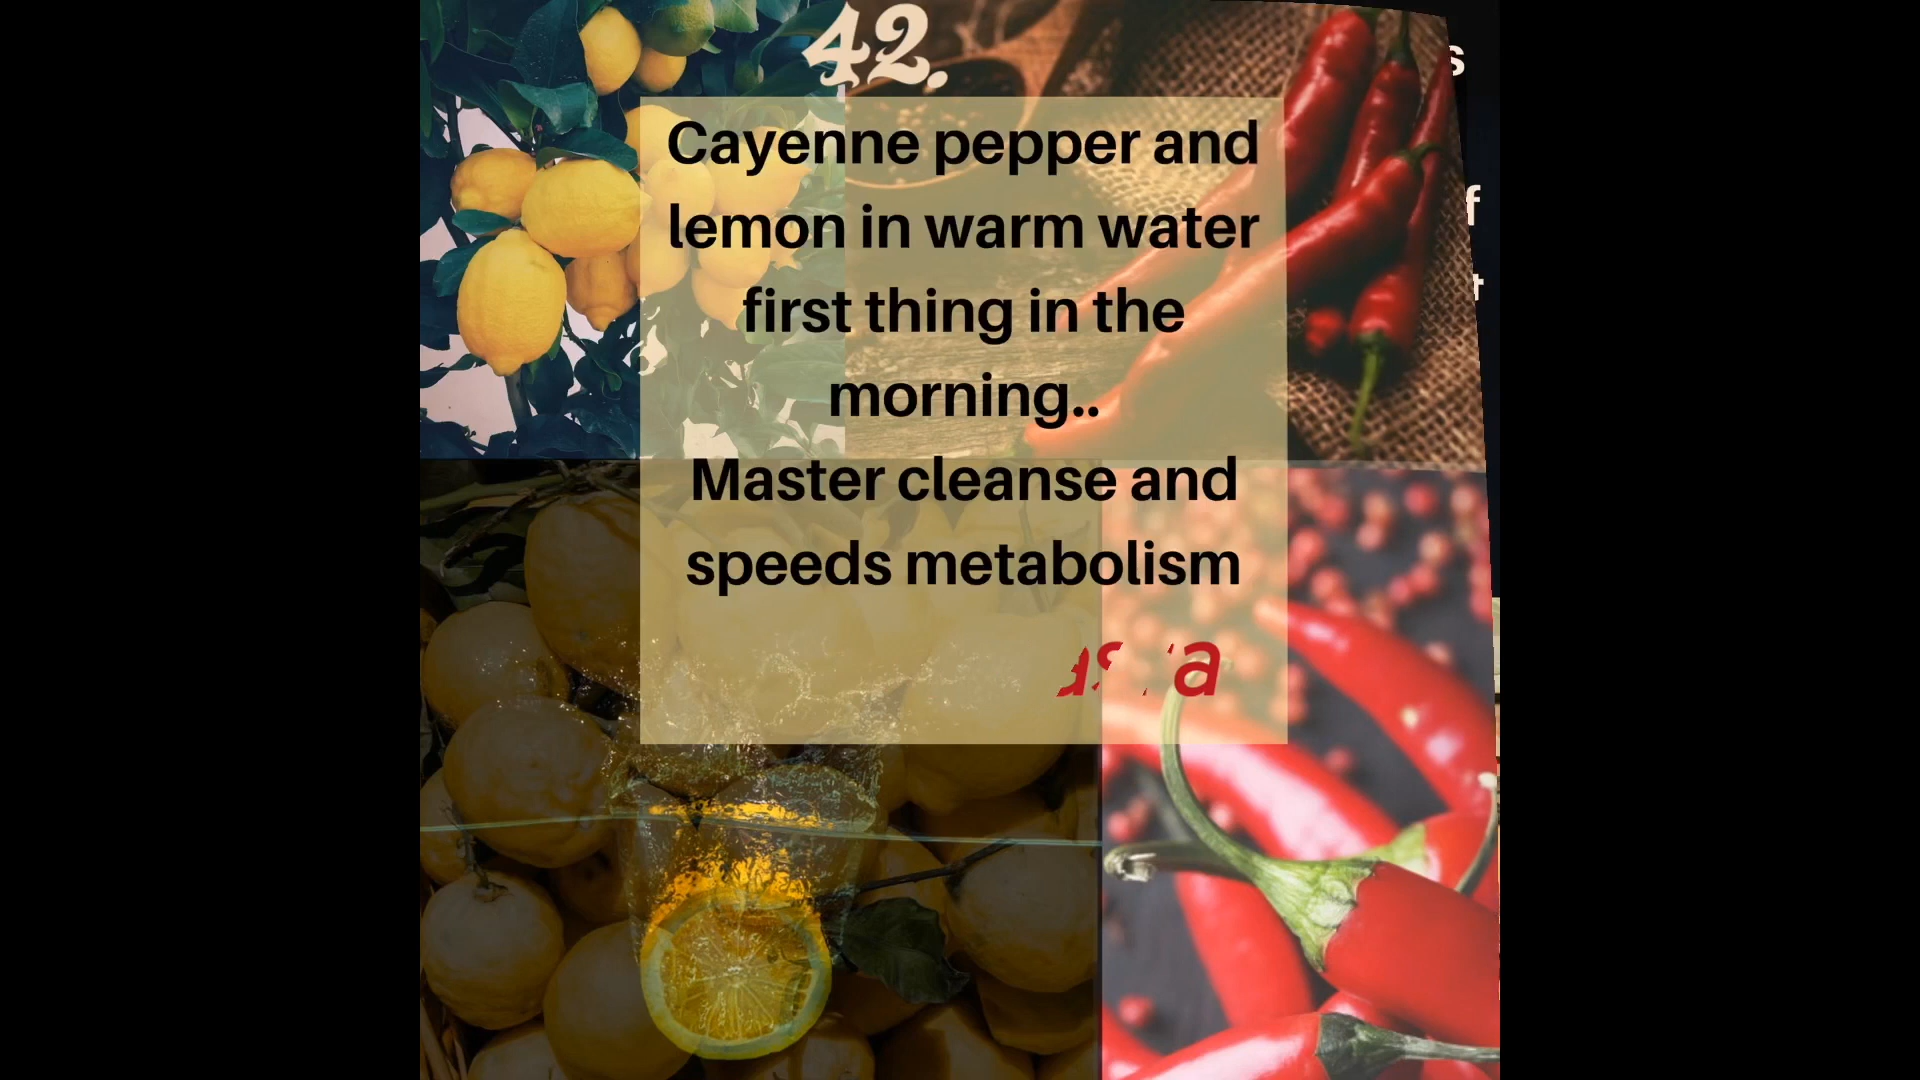 42.
Cayenne pepper and
lemon in warm water
first thing in the
morning..
Master cleanse and
speeds metabolism